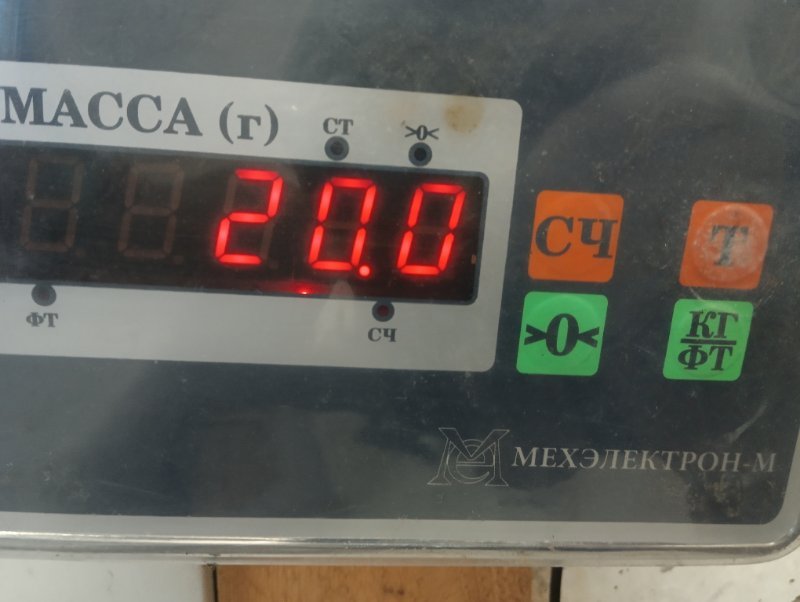 МАССА (г)
СТ
>0<
20.0
ФТ
СЧ
СЧ
Т
>0<
КГ
ФТ
МЕХЭЛЕКТРОН-М